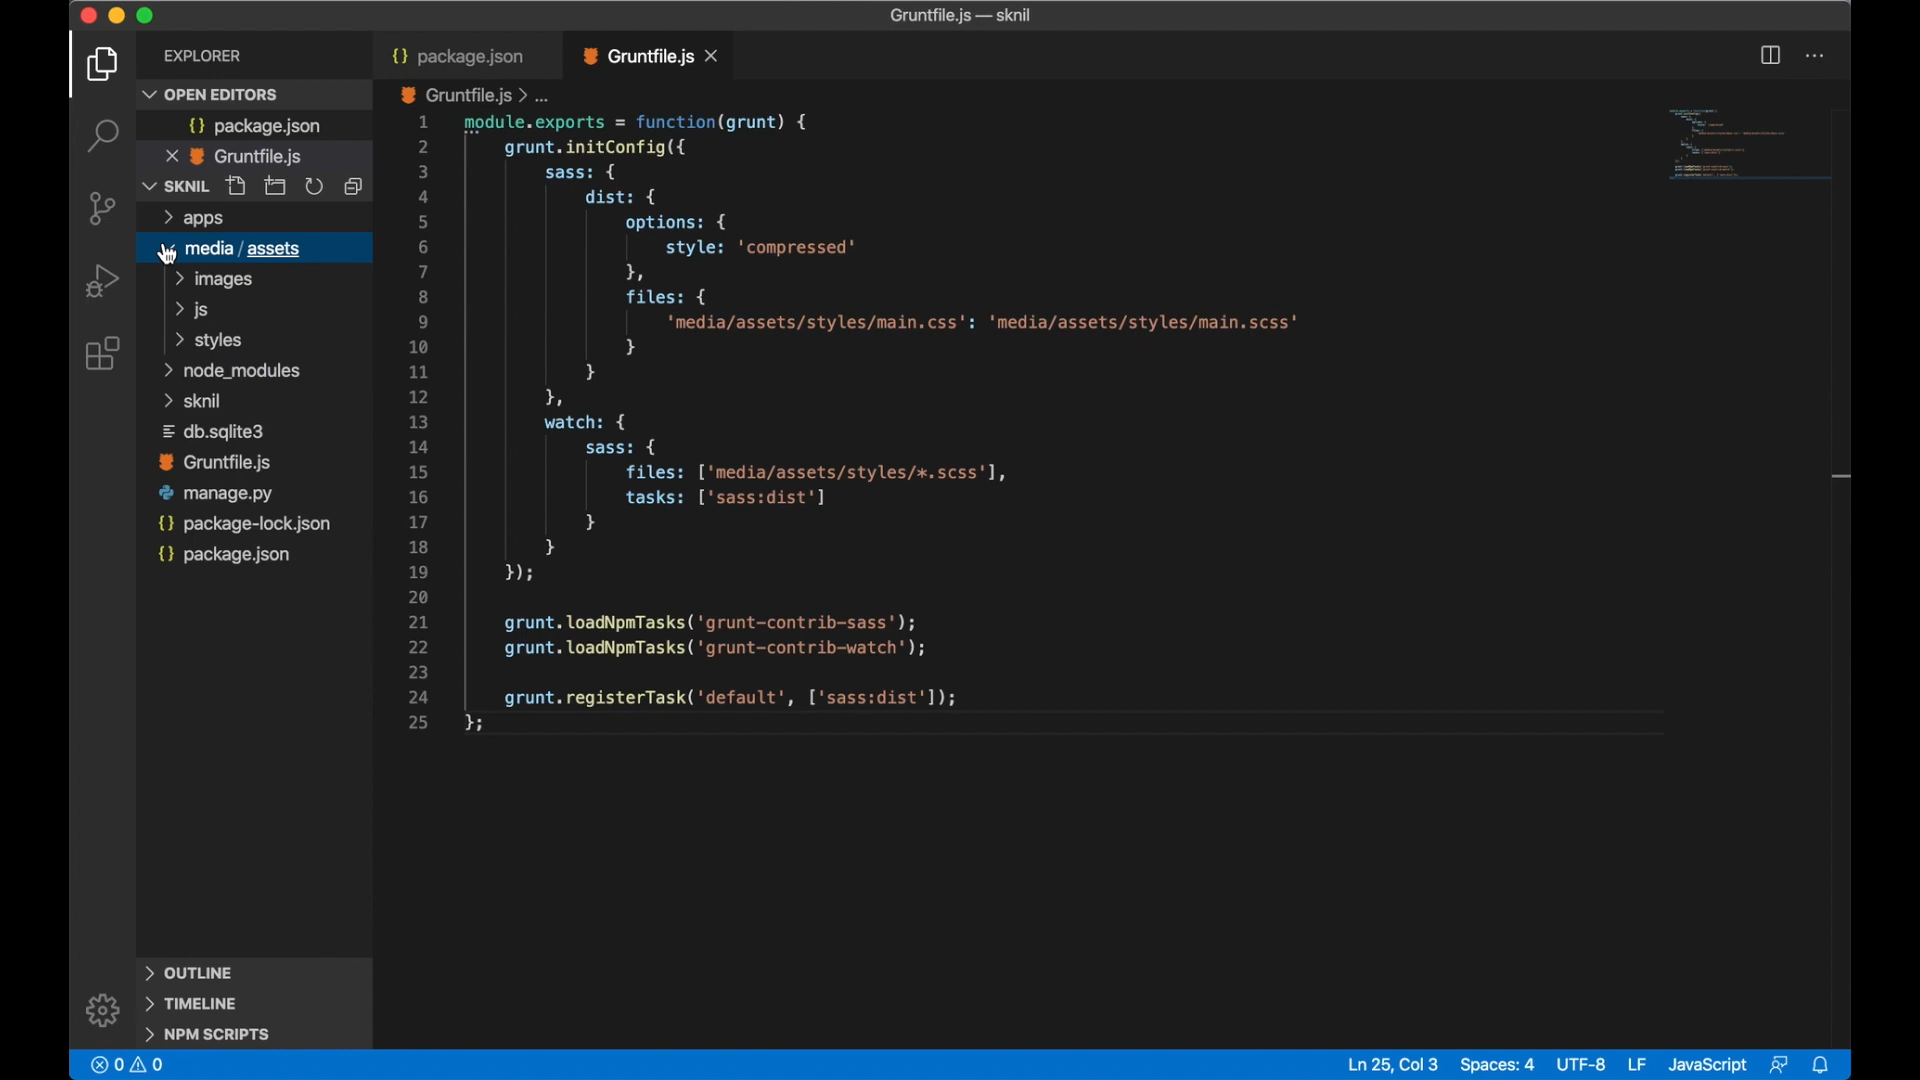 Gruntfile.js — sknil
EXPLORER
OPEN EDITORS
{} package.json
Gruntfile.js
SKNIL
apps
media / assets
images
js
styles
node_modules
sknil
db.sqlite3
Gruntfile.js
manage.py
{} package-lock.json
{} package.json
OUTLINE
TIMELINE
NPM SCRIPTS
{} package.json
Gruntfile.js
Gruntfile.js > ...
1 module.exports = function(grunt) {
2 grunt.initConfig({
3 sass: {
4 dist: {
5 options: {
6 style: 'compressed'
7 },
8 files: {
9 'media/assets/styles/main.css': 'media/assets/styles/main.scss'
10 }
11 }
12 },
13 watch: {
14 sass: {
15 files: ['media/assets/styles/*.scss'],
16 tasks: ['sass:dist']
17 }
18 }
19 });
20
21 grunt.loadNpmTasks('grunt-contrib-sass');
22 grunt.loadNpmTasks('grunt-contrib-watch');
23
24 grunt.registerTask('default', ['sass:dist']);
25 };
0 0
Ln 25, Col 3 Spaces: 4 UTF-8 LF JavaScript